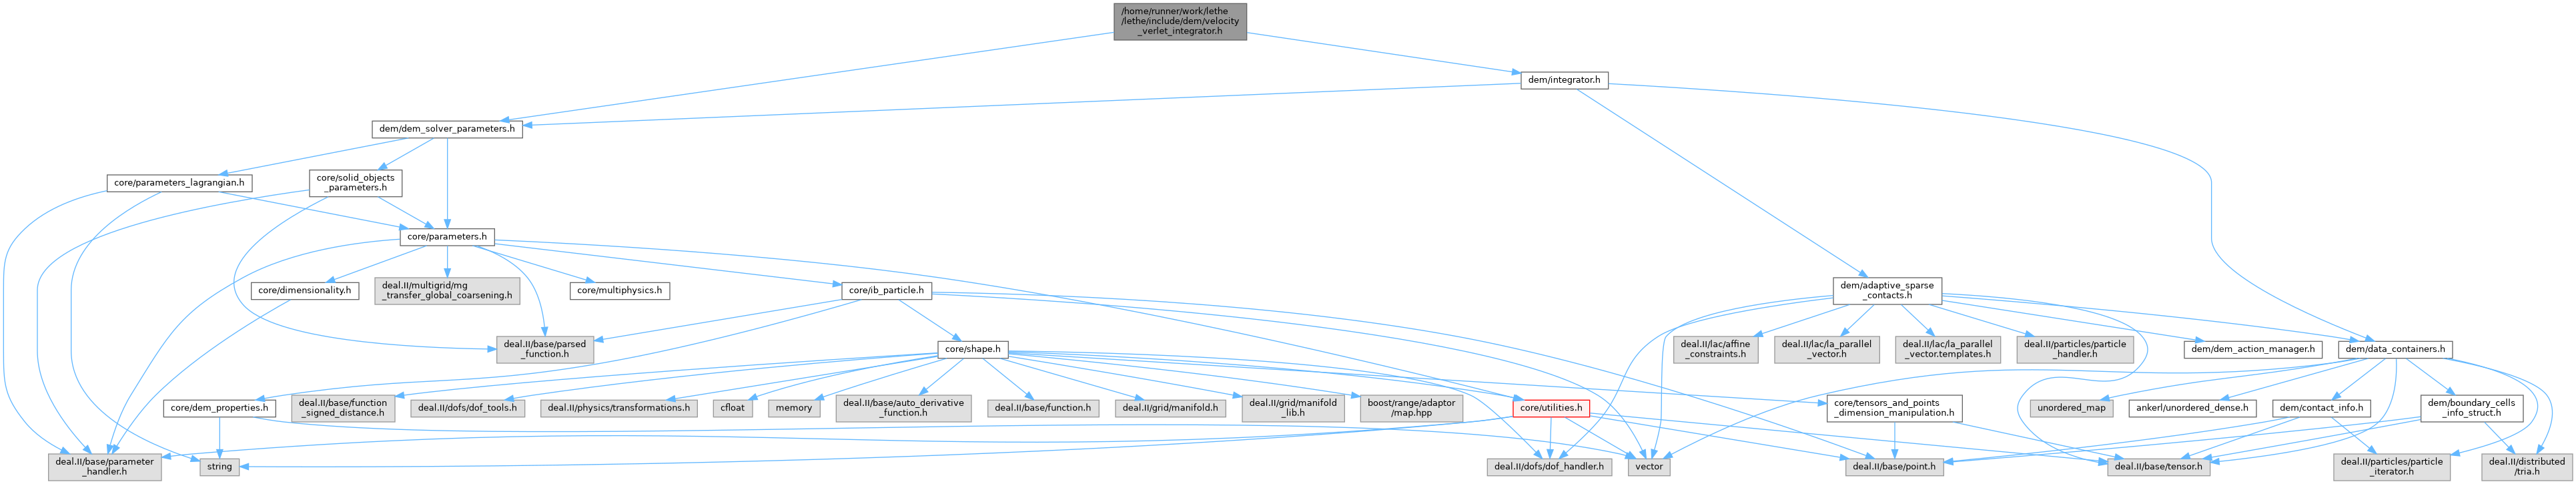 /home/runner/work/lethe
/lethe/include/dem/velocity
_verlet_integrator.h
dem/integrator.h
dem/dem_solver_parameters.h
core/parameters_lagrangian.h
core/solid_objects
_parameters.h
core/parameters.h
core/dimensionality.h
deal.II/multigrid/mg
_transfer_global_coarsening.h
core/multiphysics.h
core/ib_particle.h
dem/adaptive_sparse
_contacts.h
deal.II/base/parsed
_function.h
core/shape.h
deal.II/lac/affine
_constraints.h
deal.II/lac/la_parallel
_vector.h
deal.II/lac/la_parallel
_vector.templates.h
deal.II/particles/particle
_handler.h
dem/dem_action_manager.h
dem/data_containers.h
core/dem_properties.h
deal.II/base/function
_signed_distance.h
deal.II/dofs/dof_tools.h
deal.II/physics/transformations.h
cfloat
memory
deal.II/base/auto_derivative
_function.h
deal.II/base/function.h
deal.II/grid/manifold.h
deal.II/grid/manifold
_lib.h
boost/range/adaptor
/map.hpp
core/utilities.h
core/tensors_and_points
_dimension_manipulation.h
unordered_map
ankerl/unordered_dense.h
dem/contact_info.h
dem/boundary_cells
_info_struct.h
deal.II/base/parameter
_handler.h
string
deal.II/dofs/dof_handler.h
vector
deal.II/base/point.h
deal.II/base/tensor.h
deal.II/particles/particle
_iterator.h
deal.II/distributed
/tria.h